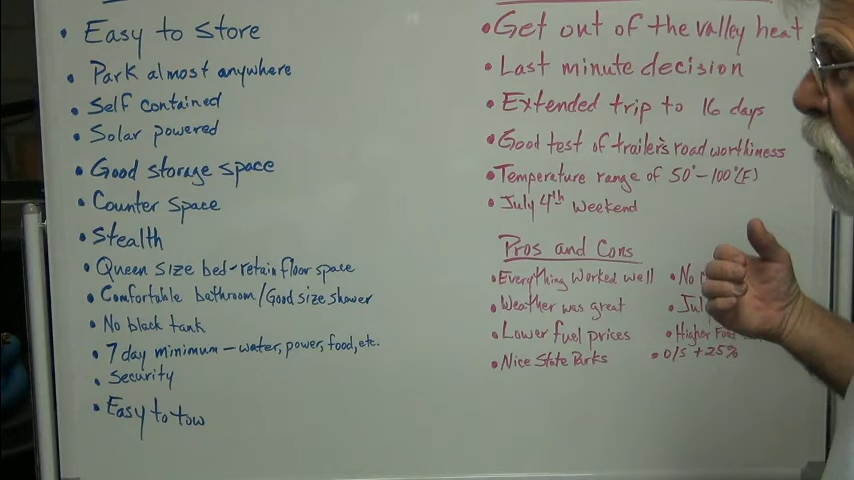 • Easy to store
• Park almost anywhere
• Self contained
• Solar powered
• Good storage space
• Counter space
• Stealth
• Queen size bed - retain floor space
• Comfortable bathroom/Good size shower
• No black tank
• 7 day minimum - water, power, food, etc.
• Security
• Easy to tow
• Get out of the valley heat
• Last minute decision
• Extended trip to 16 days
• Good test of trailer's road worthiness
• Temperature range of 50° - 100°(F)
• July 4th Weekend
Pros and Cons
• Everything worked well
• Weather was great
• Lower fuel prices
• Nice State Parks
• No
• Higher
• O/S +25%